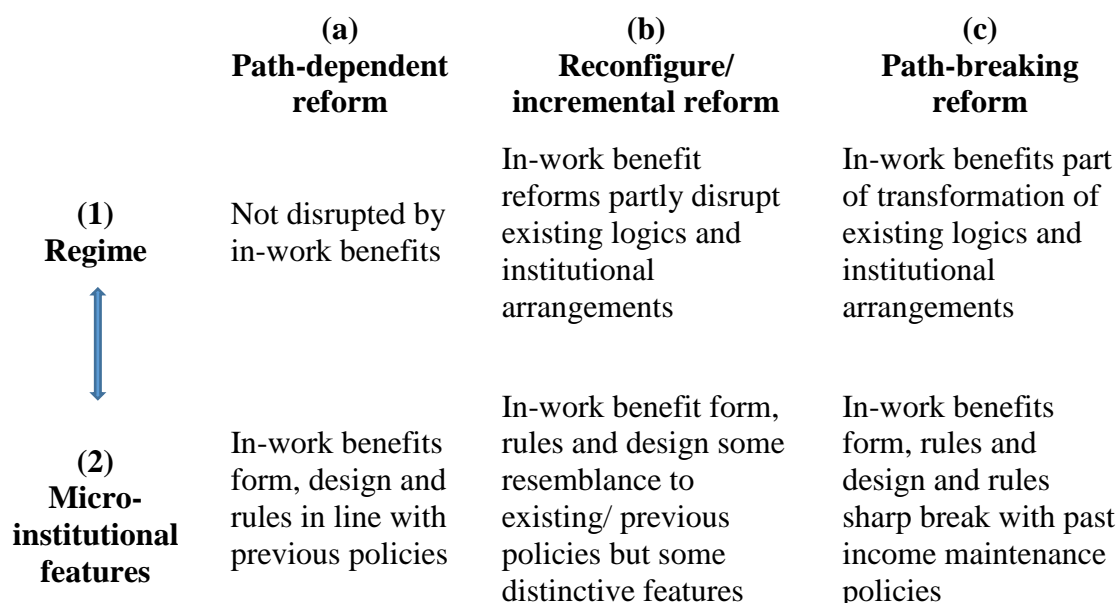 (a)
Path-dependent
reform
(b)
Reconfigure/
incremental reform
(c)
Path-breaking
reform
(1)
Regime
Not disrupted by
in-work benefits
In-work benefit
reforms partly disrupt
existing logics and
institutional
arrangements
In-work benefits part
of transformation of
existing logics and
institutional
arrangements
(2)
Micro-
institutional
features
In-work benefits
form, design and
rules in line with
previous policies
In-work benefit form,
rules and design some
resemblance to
existing/ previous
policies but some
distinctive features
In-work benefits
form, rules and
design and rules
sharp break with past
income maintenance
policies